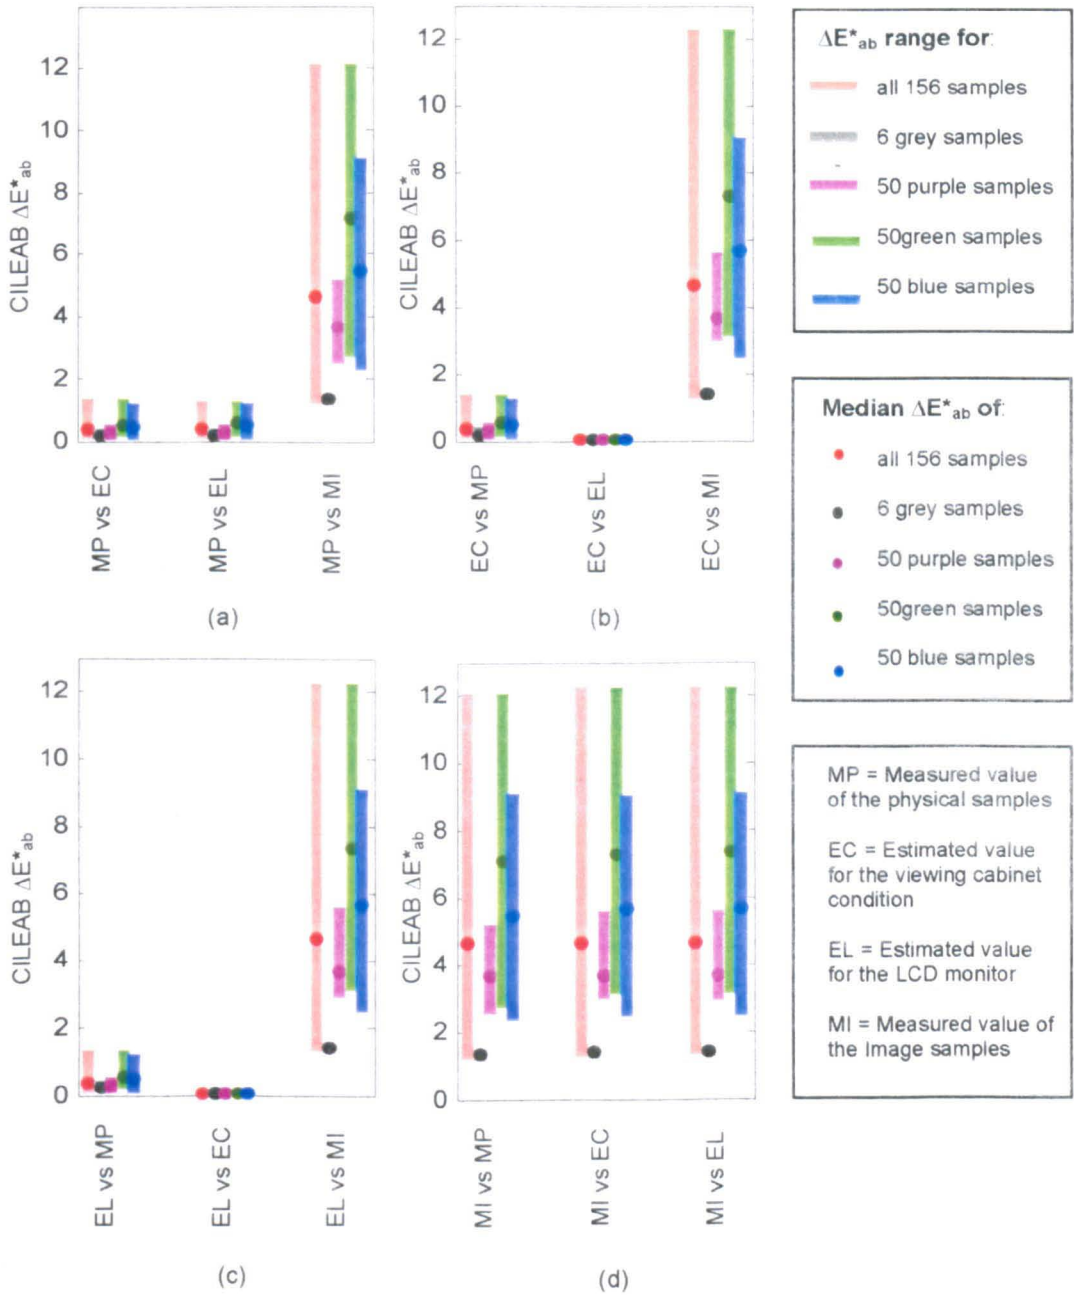 CILEAB ΔE*ab
12
10
8
6
4
2
0
MP vs EC
MP vs EL
MP vs MI
(a)
CILEAB ΔE*ab
12
10
8
6
4
2
0
EC vs MP
EC vs EL
EC vs MI
(b)
ΔE*ab range for:
all 156 samples
6 grey samples
50 purple samples
50green samples
50 blue samples
Median ΔE*ab of:
all 156 samples
6 grey samples
50 purple samples
50green samples
50 blue samples
CILEAB ΔE*ab
12
10
8
6
4
2
0
EL vs MP
EL vs EC
EL vs MI
(c)
CILEAB ΔE*ab
12
10
8
6
4
2
0
MI vs MP
MI vs EC
MI vs EL
(d)
MP = Measured value
of the physical samples
EC = Estimated value
for the viewing cabinet
condition
EL = Estimated value
for the LCD monitor
MI = Measured value of
the Image samples